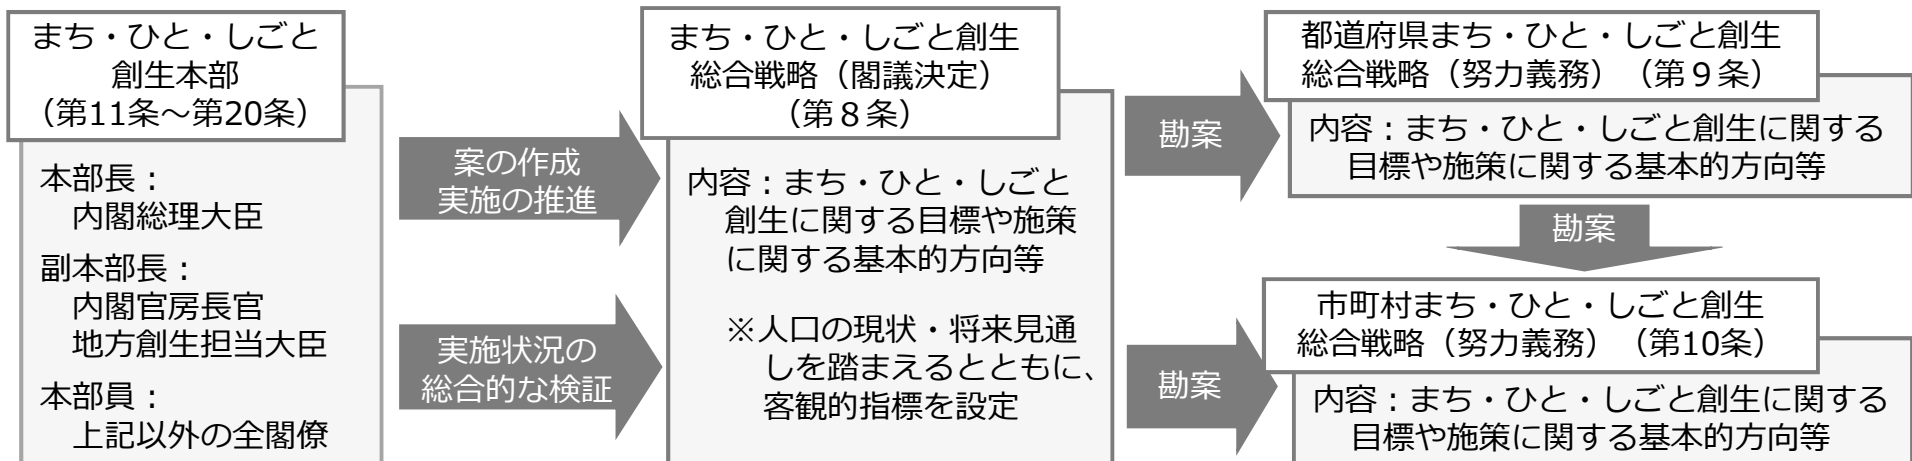 まち・ひと・しごと
創生本部
（第11条～第20条）
本部長：
内閣総理大臣
副本部長：
内閣官房長官
地方創生担当大臣
本部員：
上記以外の全閣僚
案の作成
実施の推進
実施状況の
総合的な検証
まち・ひと・しごと創生
総合戦略（閣議決定）
（第８条）
内容：まち・ひと・しごと
創生に関する目標や施策
に関する基本的方向等
※人口の現状・将来見通
しを踏まえるとともに、
客観的指標を設定
勘案
勘案
都道府県まち・ひと・しごと創生
総合戦略（努力義務）（第９条）
内容：まち・ひと・しごと創生に関する
目標や施策に関する基本的方向等
勘案
市町村まち・ひと・しごと創生
総合戦略（努力義務）（第10条）
内容：まち・ひと・しごと創生に関する
目標や施策に関する基本的方向等